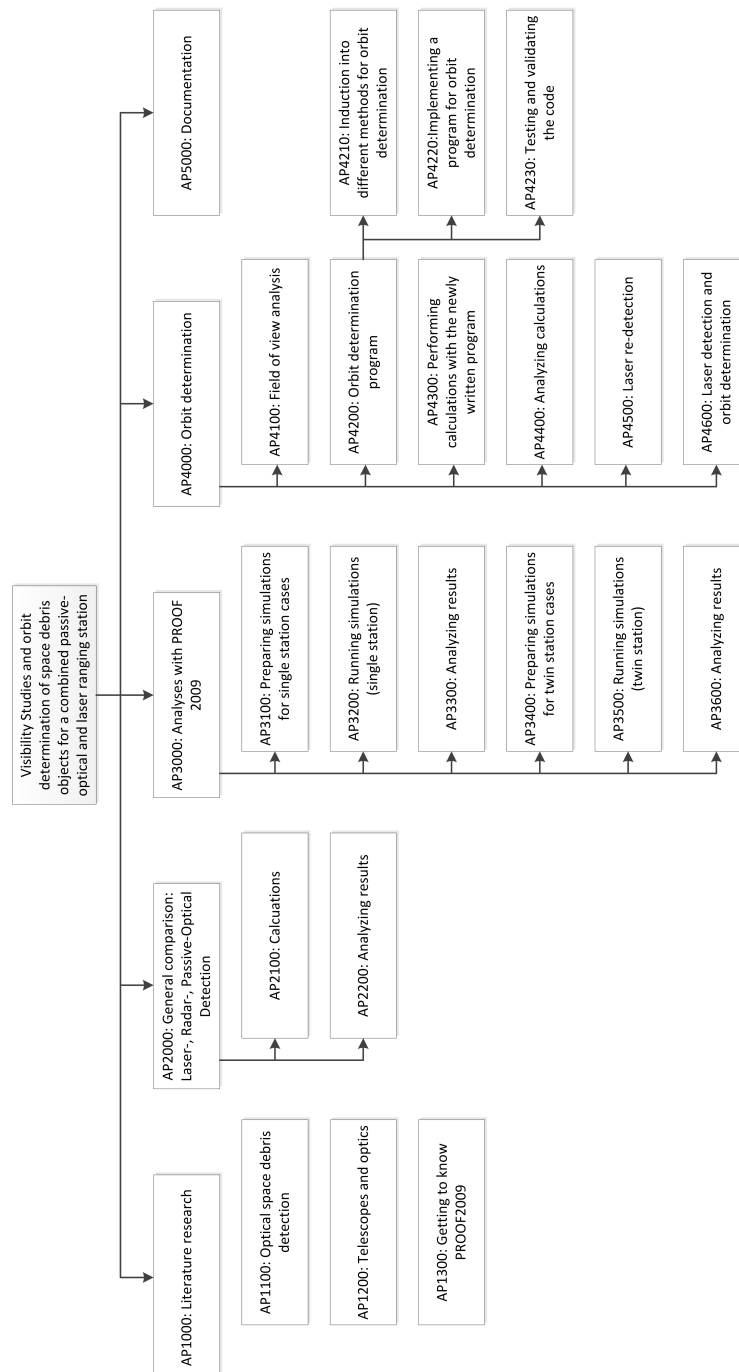 Visibility Studies and orbit
determination of space debris
objects for a combined passive-
optical and laser ranging station
AP1000: Literature research
AP1100: Optical space debris
detection
AP1200: Telescopes and optics
AP1300: Getting to know
PROOF2009
AP2000: General comparison:
Laser-, Radar-, Passive-Optical
Detection
AP2100: Calcuations
AP2200: Analyzing results
AP3000: Analyses with PROOF
2009
AP3100: Preparing simulations
for single station cases
AP3200: Running simulations
(single station)
AP3300: Analyzing results
AP3400: Preparing simulations
for twin station cases
AP3500: Running simulations
(twin station)
AP3600: Analyzing results
AP4000: Orbit determination
AP4100: Field of view analysis
AP4200: Orbit determination
program
AP4210: Induction into
different methods for orbit
determination
AP4220:Implementing a
program for orbit
determination
AP4230: Testing and validating
the code
AP4300: Performing
calculations with the newly
written program
AP4400: Analyzing calculations
AP4500: Laser re-detection
AP4600: Laser detection and
orbit determination
AP5000: Documentation